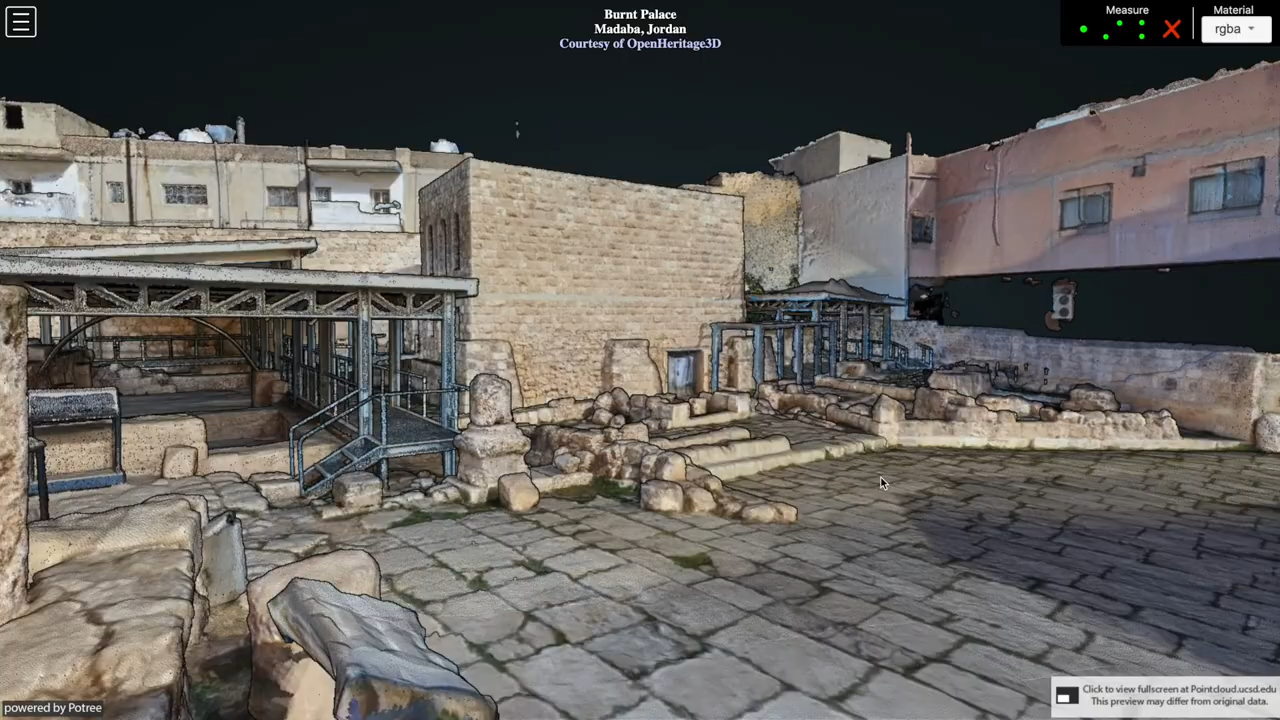 Burnt Palace
Madaba, Jordan
Courtesy of OpenHeritage3D
Measure
Material
rgba
powered by Potree
Click to view fullscreen at Pointcloud.ucsd.edu
This preview may differ from original data.